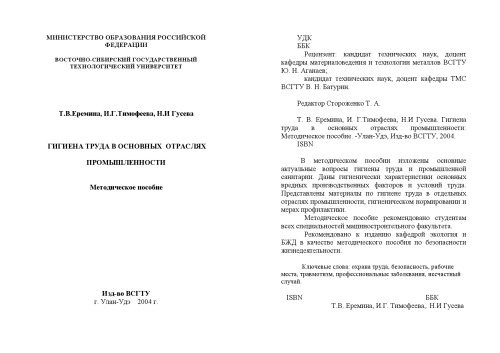 МИНИСТЕРСТВО ОБРАЗОВАНИЯ РОССИЙСКОЙ
ФЕДЕРАЦИИ
ВОСТОЧНО-СИБИРСКИЙ ГОСУДАРСТВЕННЫЙ
ТЕХНОЛОГИЧЕСКИЙ УНИВЕРСИТЕТ
Т.В.Еремина, И.Г.Тимофеева, Н.И Гусева
ГИГИЕНА ТРУДА В ОСНОВНЫХ ОТРАСЛЯХ
ПРОМЫШЛЕННОСТИ
Методическое пособие
Изд-во ВСГТУ
г. Улан-Удэ 2004 г.
УДК
ББК
Рецензент: кандидат технических наук, доцент
кафедры материаловедения и технологии металлов ВСГТУ
Ю. Н. Аганаев;
кандидат технических наук, доцент кафедры ТМС
ВСГТУ В. Н. Батурин.
Редактор Стороженко Т. А.
Т. В. Еремина, И. Г.Тимофеева, Н.И Гусева. Гигиена
труда в основных отраслях промышленности:
Методическое пособие. -Улан-Удэ, Изд-во ВСГТУ, 2004.
ISBN
В методическом пособии изложены основные
актуальные вопросы гигиены труда и промышленной
санитарии. Даны гигиенически характеристики основных
вредных производственных факторов и условий труда.
Представлены материалы по гигиене труда в отдельных
отраслях промышленности, гигиеническом нормировании и
мерах профилактики.
Методическое пособие рекомендовано студентам
всех специальностей машиностроительного факультета.
Рекомендовано к изданию кафедрой экология и
БЖД в качестве методического пособия по безопасности
жизнедеятельности.
Ключевые слова: охрана труда, безопасность, рабочие
места, травматизм, профессиональные заболевания, несчастный
случай.
ISBN ББК
Т.В. Еремина, И.Г. Тимофеева, Н.И Гусева